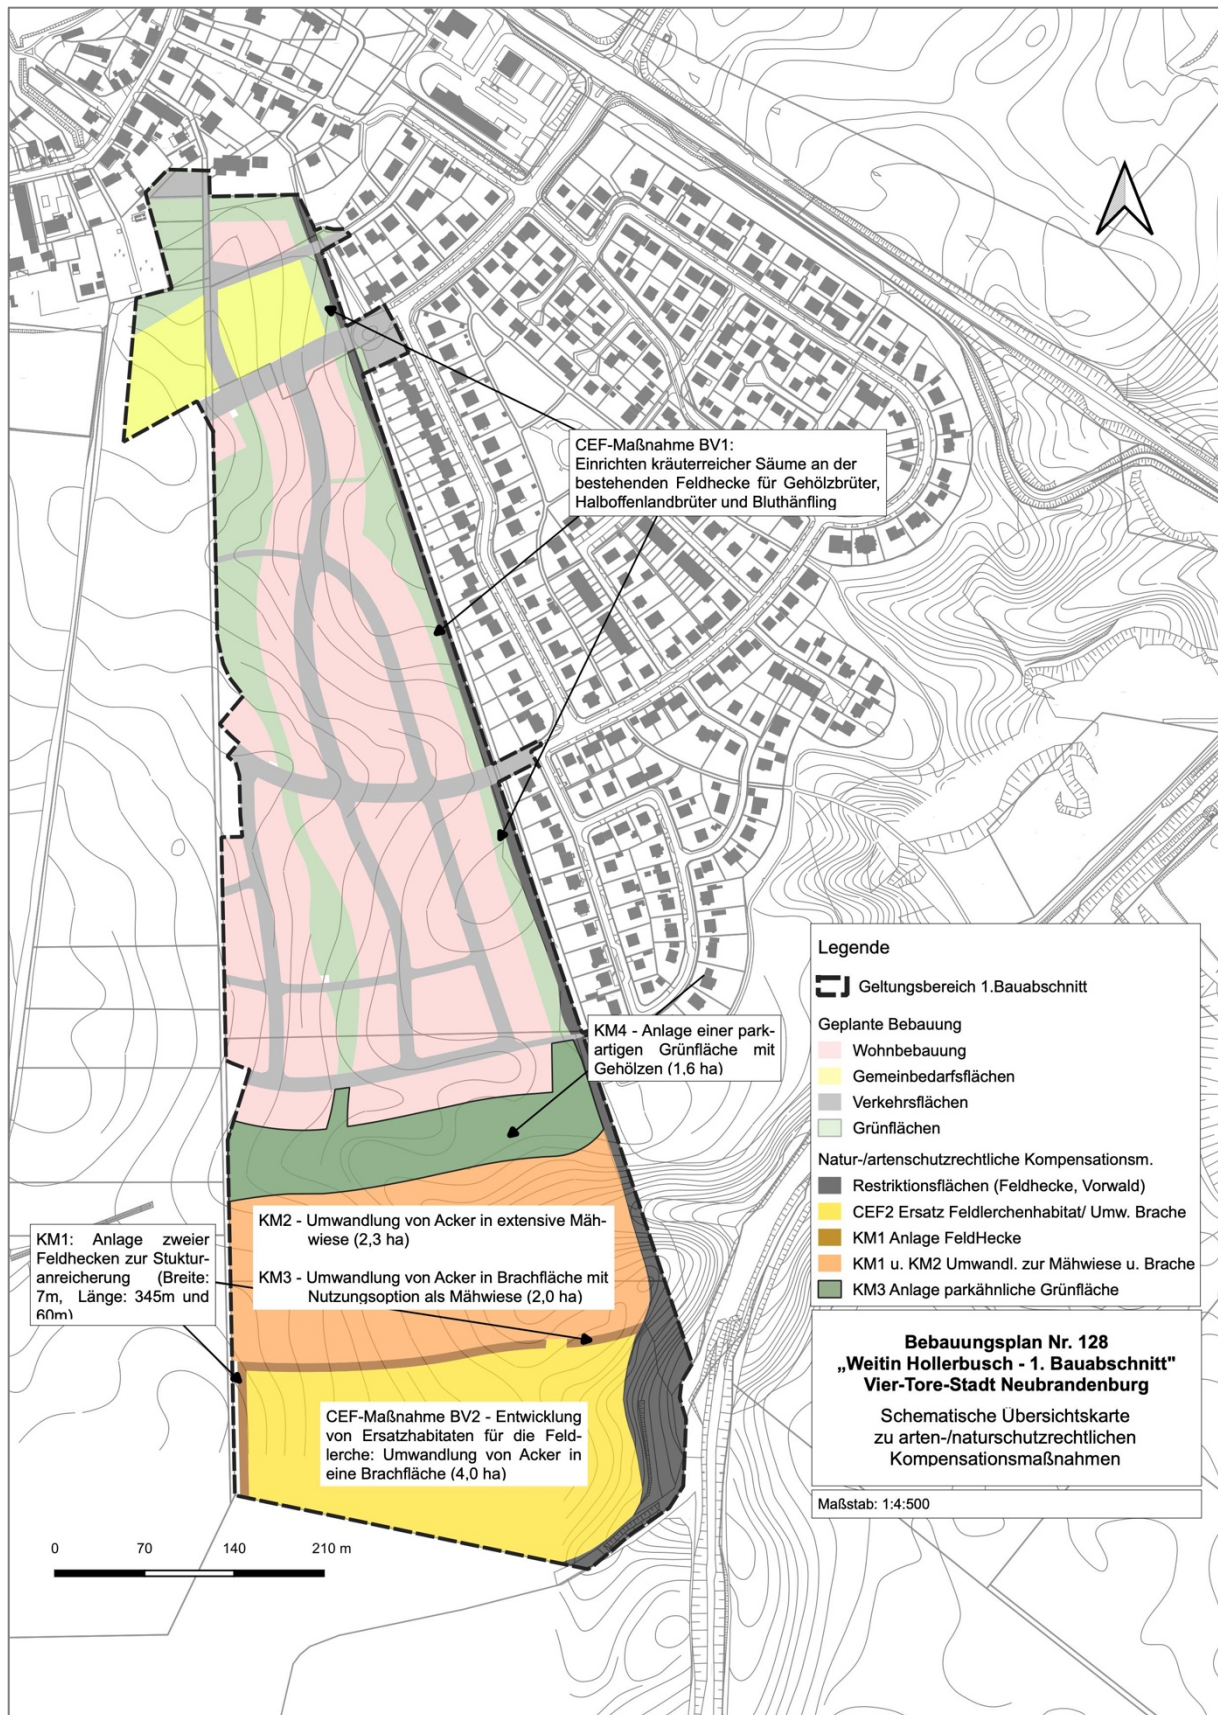 CEF-Maßnahme BV1:
Einrichten kräuterreicher Säume an der
bestehenden Feldhecke für Gehölzbrüter,
Halboffenlandbrüter und Bluthänfling
KM4 - Anlage einer park-
artigen Grünfläche mit
Gehölzen (1,6 ha)
KM1: Anlage zweier
Feldhecken zur Stuktur-
anreicherung (Breite:
7m, Länge: 345m und
60m)
KM2 - Umwandlung von Acker in extensive Mäh-
wiese (2,3 ha)
KM3 - Umwandlung von Acker in Brachfläche mit
Nutzungsoption als Mähwiese (2,0 ha)
CEF-Maßnahme BV2 - Entwicklung
von Ersatzhabitaten für die Feld-
lerche: Umwandlung von Acker in
eine Brachfläche (4,0 ha)
0 70 140 210 m
Legende
Geltungsbereich 1.Bauabschnitt
Geplante Bebauung
Wohnbebauung
Gemeinbedarfsflächen
Verkehrsflächen
Grünflächen
Natur-/artenschutzrechtliche Kompensationsm.
Restriktionsflächen (Feldhecke, Vorwald)
CEF2 Ersatz Feldlerchenhabitat/ Umw. Brache
KM1 Anlage FeldHecke
KM1 u. KM2 Umwandl. zur Mähwiese u. Brache
KM3 Anlage parkähnliche Grünfläche
Bebauungsplan Nr. 128
„Weitin Hollerbusch - 1. Bauabschnitt"
Vier-Tore-Stadt Neubrandenburg
Schematische Übersichtskarte
zu arten-/naturschutzrechtlichen
Kompensationsmaßnahmen
Maßstab: 1:4:500